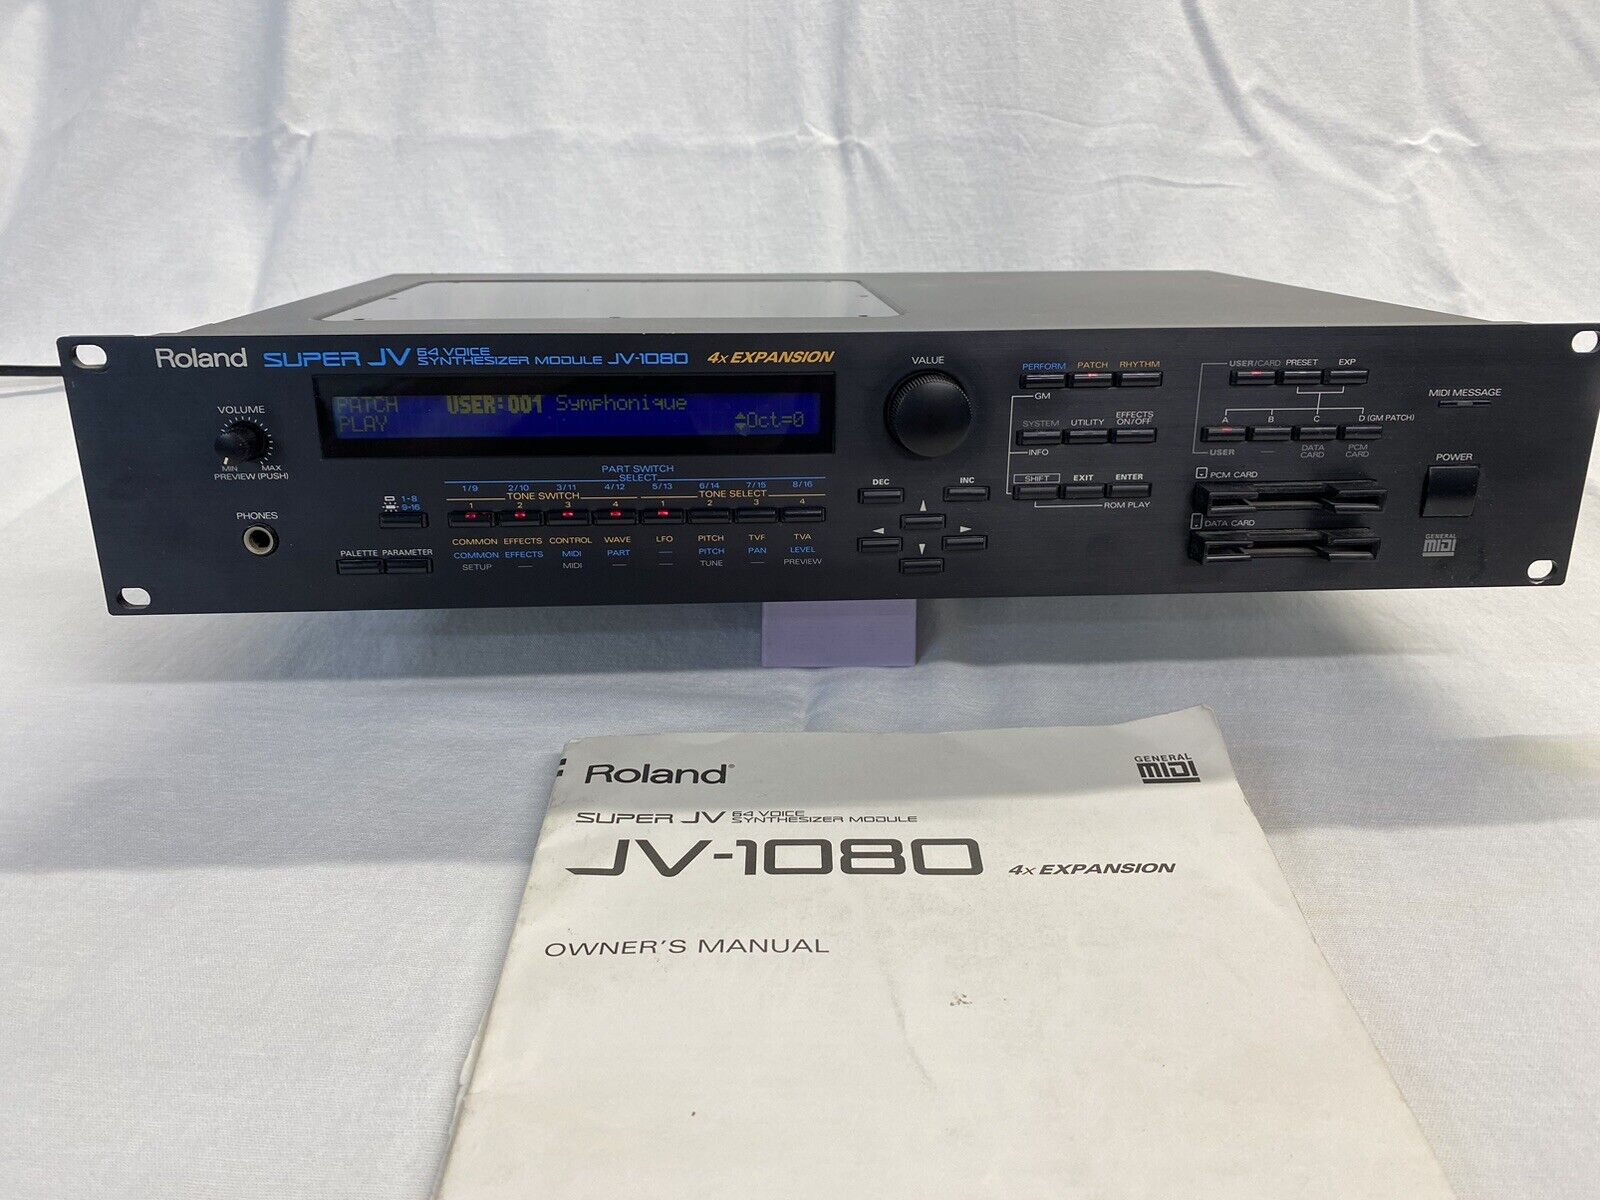 Roland SUPER JV 64 VOICE SYNTHESIZER MODULE JV-1080 4x EXPANSION
VOLUME
MIN MAX
PREVIEW (PUSH)
PHONES
PATCH USER:001 Symphonique
PLAY Oct=0
PART SWITCH
SELECT
1/9 2/10 3/11 4/12 5/13 6/14 7/15 8/16
TONE SWITCH TONE SELECT
1 2 3 4 1 2 3 4
1-8
9-16
PALETTE PARAMETER
COMMON EFFECTS CONTROL WAVE LFO PITCH TVF TVA
COMMON EFFECTS MIDI PART — PITCH PAN LEVEL
SETUP — MIDI — — TUNE — PREVIEW
VALUE
DEC INC
PERFORM PATCH RHYTHM
GM
SYSTEM UTILITY EFFECTS ON/OFF
INFO
SHIFT EXIT ENTER
ROM PLAY
USER/CARD PRESET EXP
A B C D (GM PATCH)
USER — DATA CARD PCM CARD
PCM CARD
DATA CARD
MIDI MESSAGE
POWER
GENERAL
MIDI
Roland®
GENERAL
MIDI
SUPER JV 64 VOICE SYNTHESIZER MODULE
JV-1080 4x EXPANSION
OWNER'S MANUAL